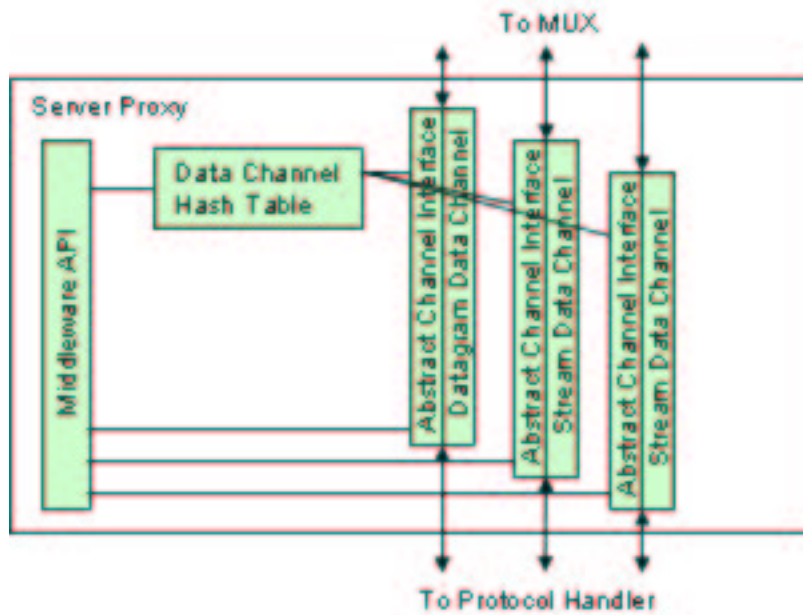 To MUX
Server Proxy
Data Channel
Hash Table
Middleware API
Abstract Channel Interface
Datagram Data Channel
Abstract Channel Interface
Stream Data Channel
Abstract Channel Interface
Stream Data Channel
To Protocol Handler